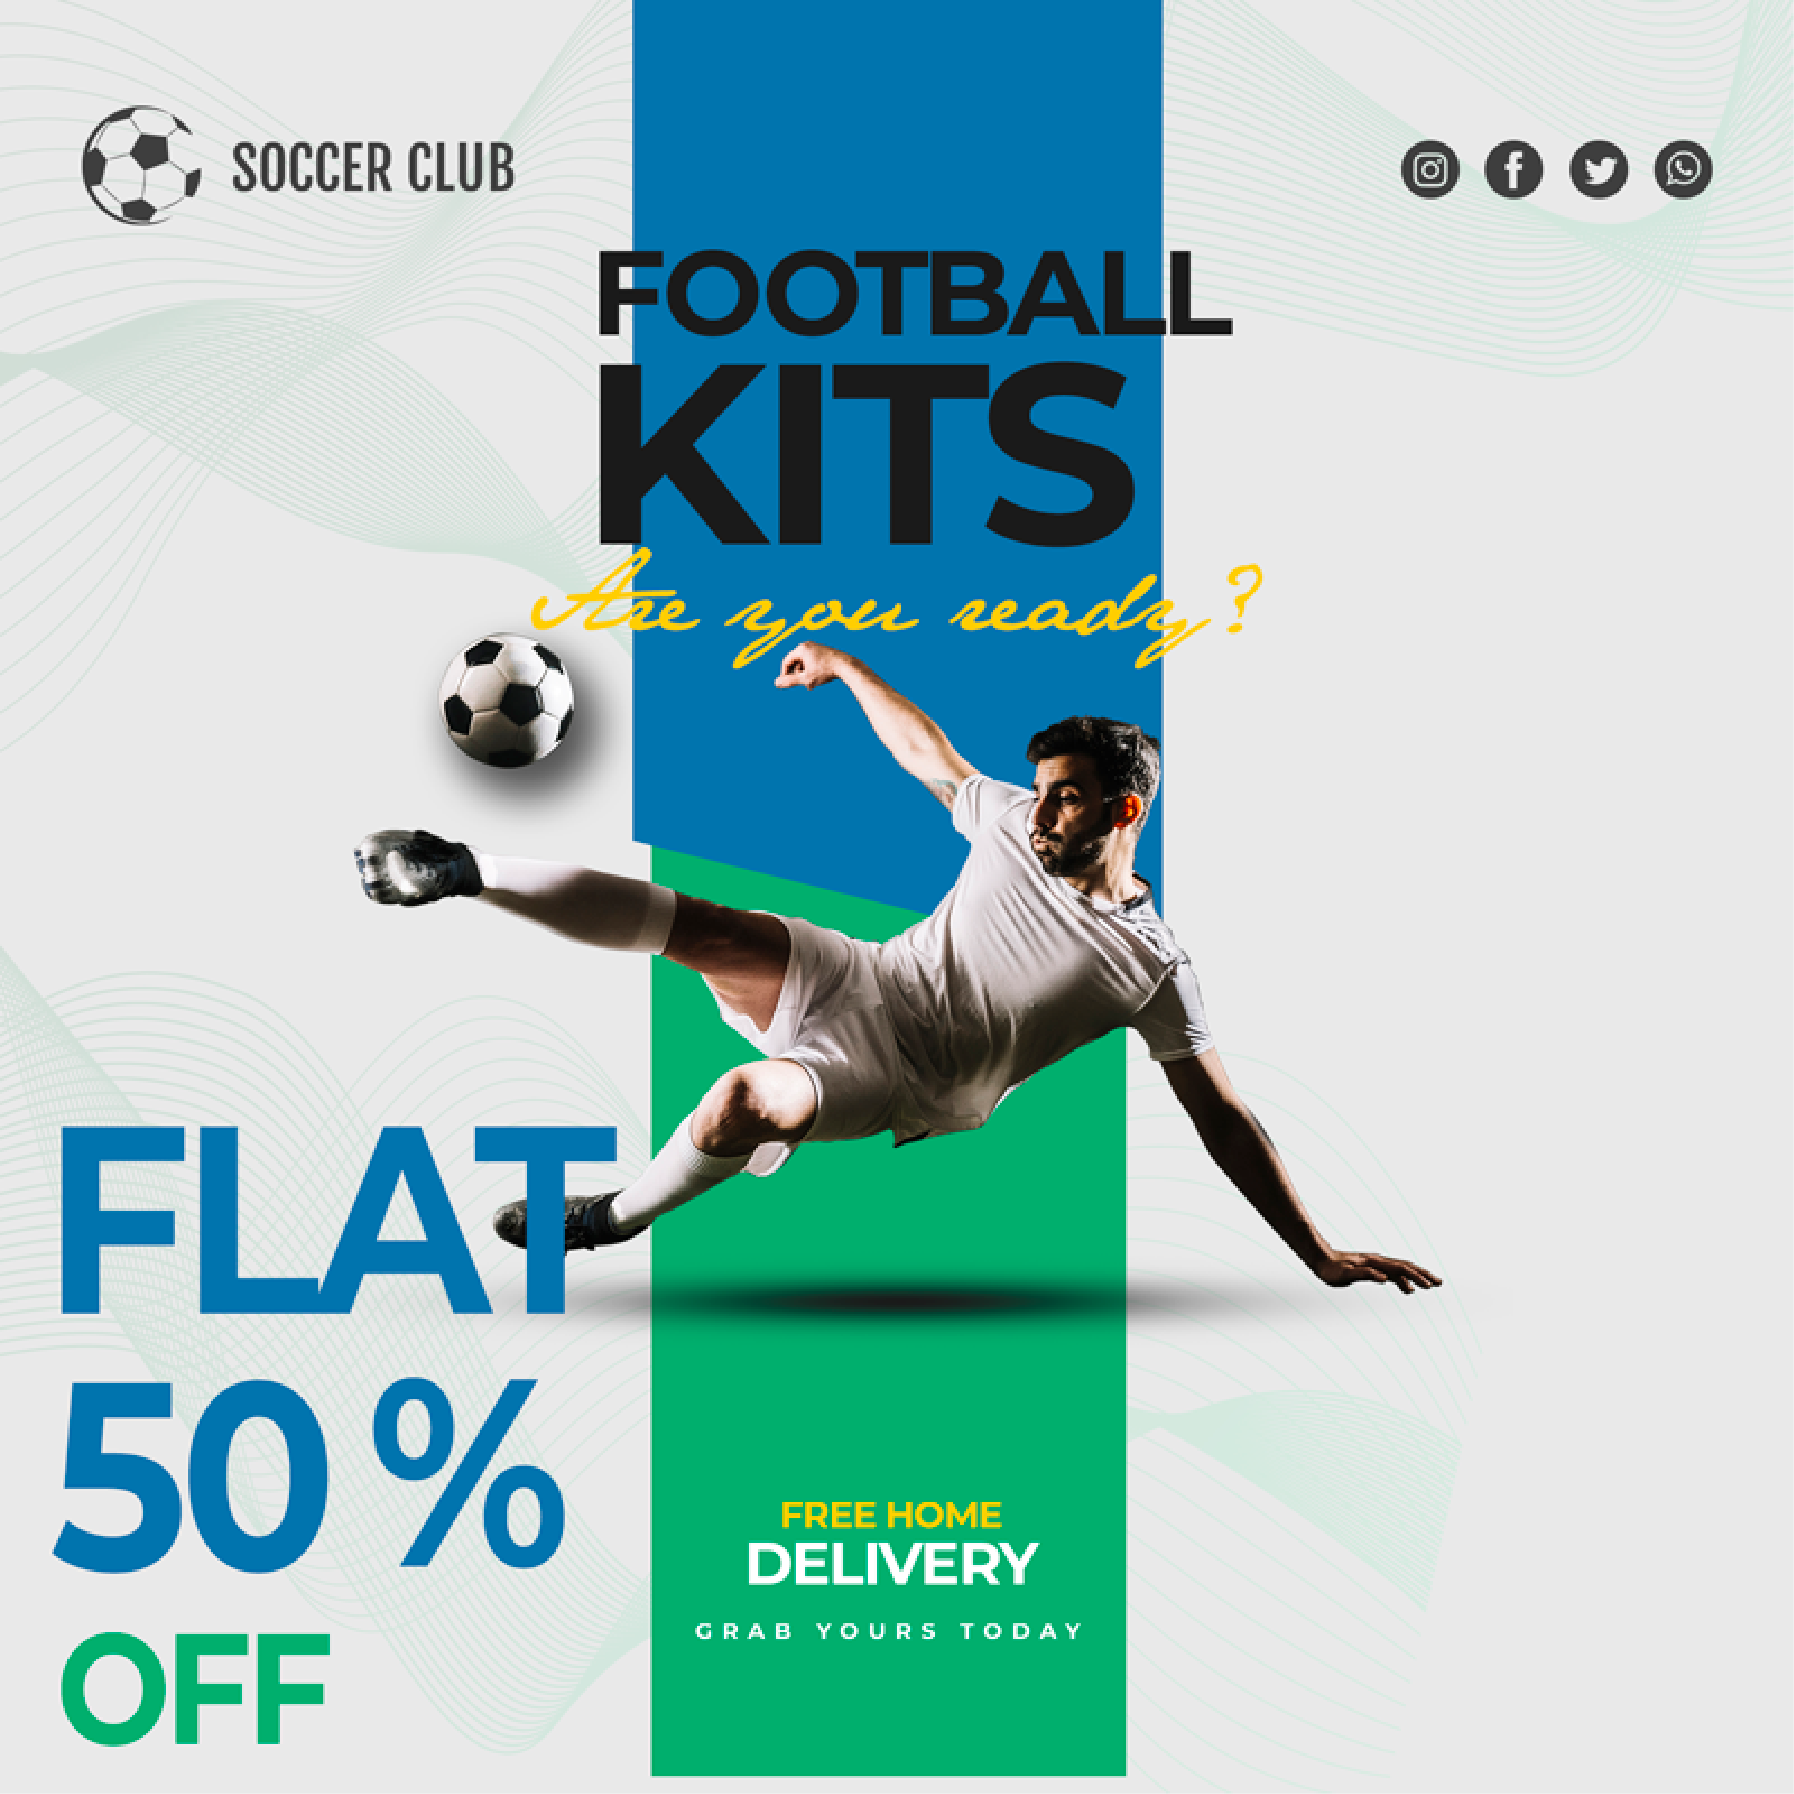 SOCCER CLUB
FOOTBALL
KITS
Are you ready?
FLAT
50 %
OFF
FREE HOME
DELIVERY
GRAB YOURS TODAY